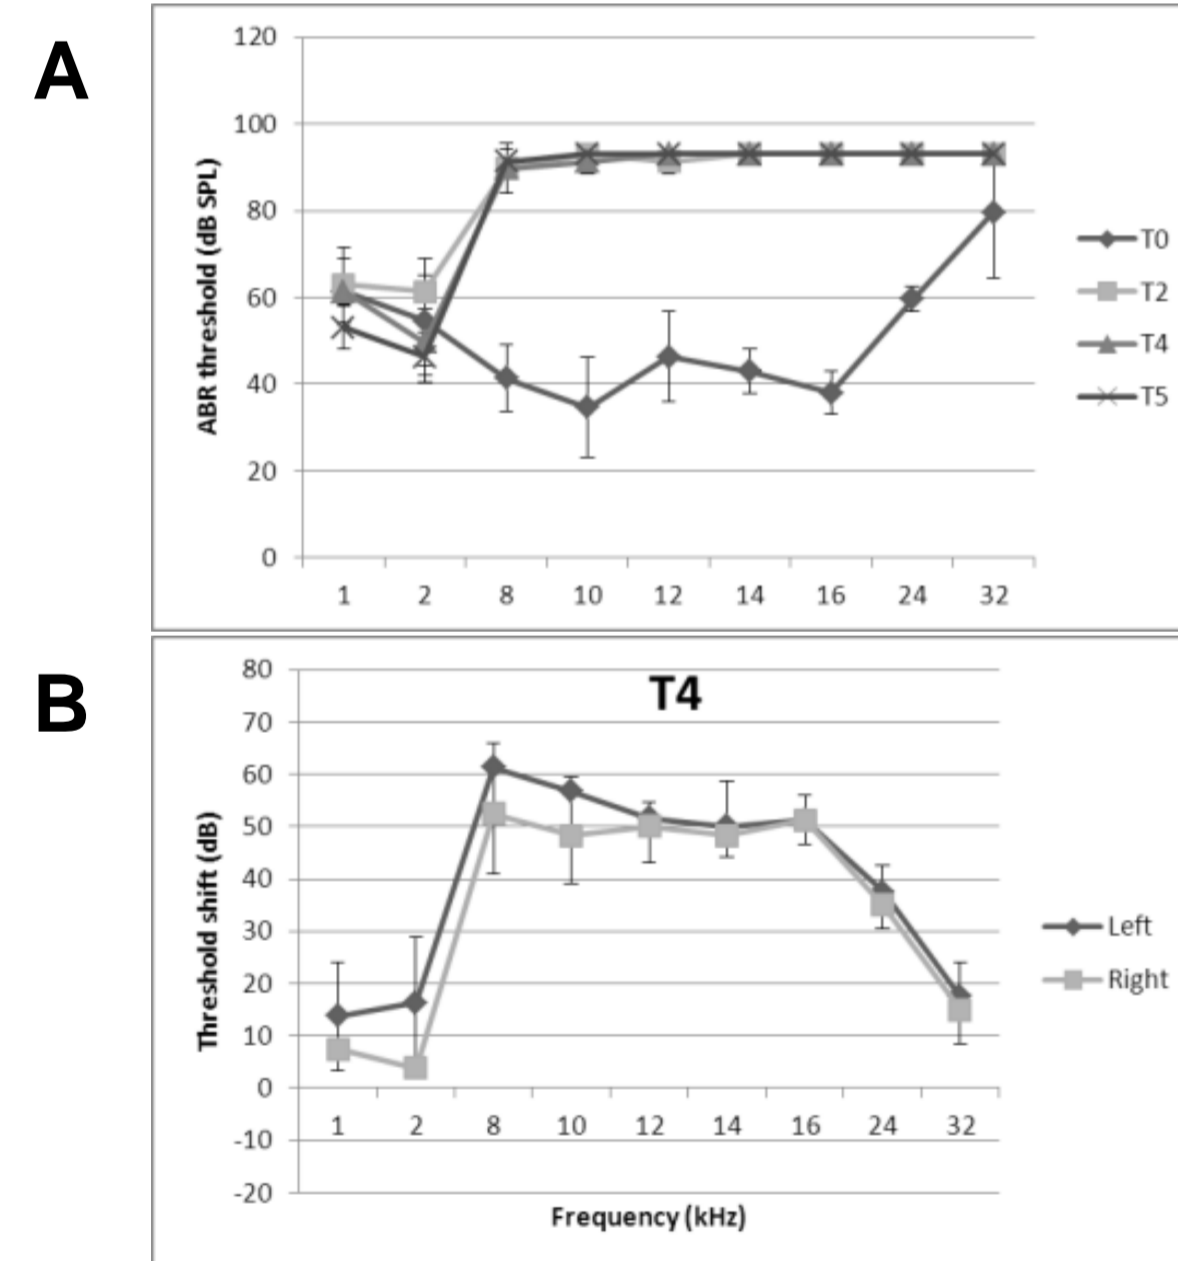 A
120
100
80
60
40
20
0
ABR threshold (dB SPL)
1 2 8 10 12 14 16 24 32
T0
T2
T4
T5
B
T4
80
70
60
50
40
30
20
10
0
-10
-20
Threshold shift (dB)
1 2 8 10 12 14 16 24 32
Frequency (kHz)
Left
Right